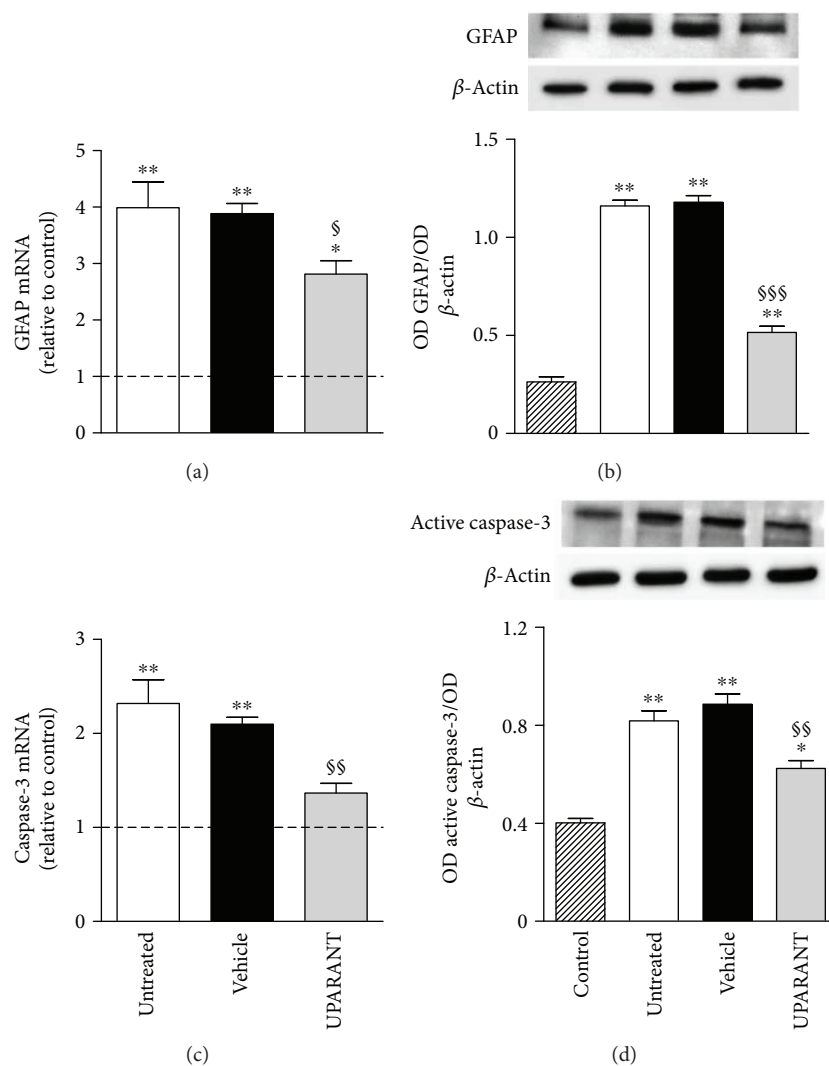 GFAP
β-Actin
5
4
3
2
1
0
GFAP mRNA
(relative to control)
**
**
§
*
(a)
1.5
1.0
0.5
0
OD GFAP/OD
β-actin
**
**
§§§
**
(b)
Active caspase-3
β-Actin
3
2
1
0
Caspase-3 mRNA
(relative to control)
**
**
§§
Untreated
Vehicle
UPARANT
(c)
1.2
0.8
0.4
0
OD active caspase-3/OD
β-actin
**
**
§§
*
Control
Untreated
Vehicle
UPARANT
(d)